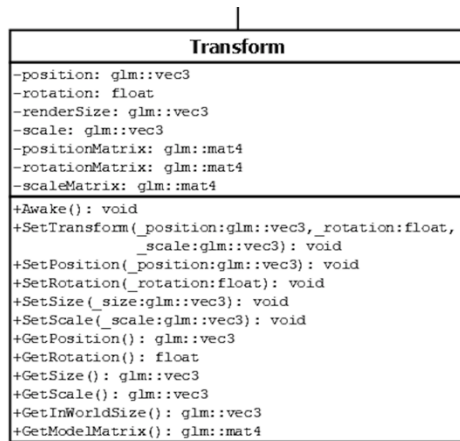 Transform
-position: glm::vec3
-rotation: float
-renderSize: glm::vec3
-scale: glm::vec3
-positionMatrix: glm::mat4
-rotationMatrix: glm::mat4
-scaleMatrix: glm::mat4
+Awake(): void
+SetTransform(_position:glm::vec3,_rotation:float,
_scale:glm::vec3): void
+SetPosition(_position:glm::vec3): void
+SetRotation(_rotation:float): void
+SetSize(_size:glm::vec3): void
+SetScale(_scale:glm::vec3): void
+GetPosition(): glm::vec3
+GetRotation(): float
+GetSize(): glm::vec3
+GetScale(): glm::vec3
+GetInWorldSize(): glm::vec3
+GetModelMatrix(): glm::mat4